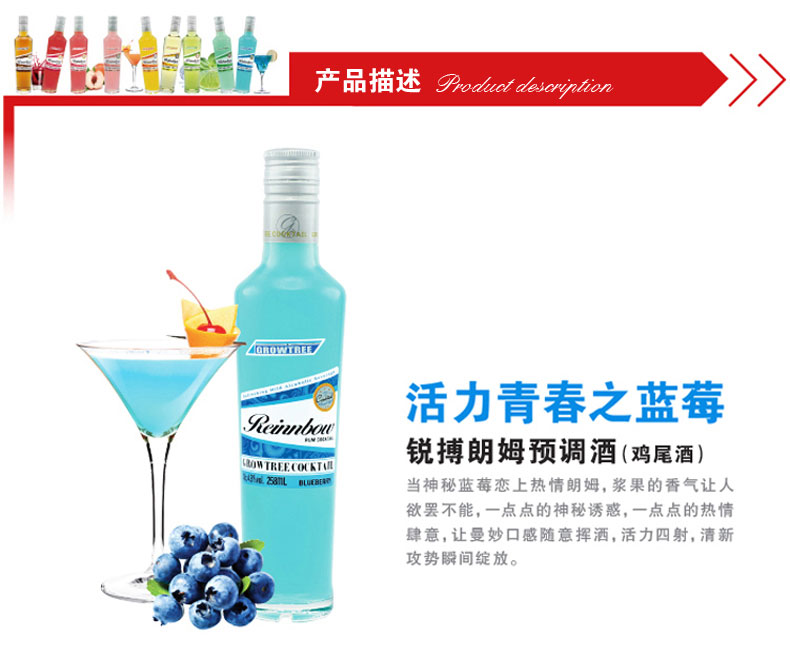 产品描述 Product description
GROWTREE
Reinnbow
RUM COCKTAIL
GROWTREE COCKTAIL
258ML BLUEBERRY
活力青春之蓝莓
锐搏朗姆预调酒(鸡尾酒)
当神秘蓝莓恋上热情朗姆,浆果的香气让人
欲罢不能,一点点的神秘诱惑,一点点的热情
肆意,让曼妙口感随意挥洒,活力四射,清新
攻势瞬间绽放。